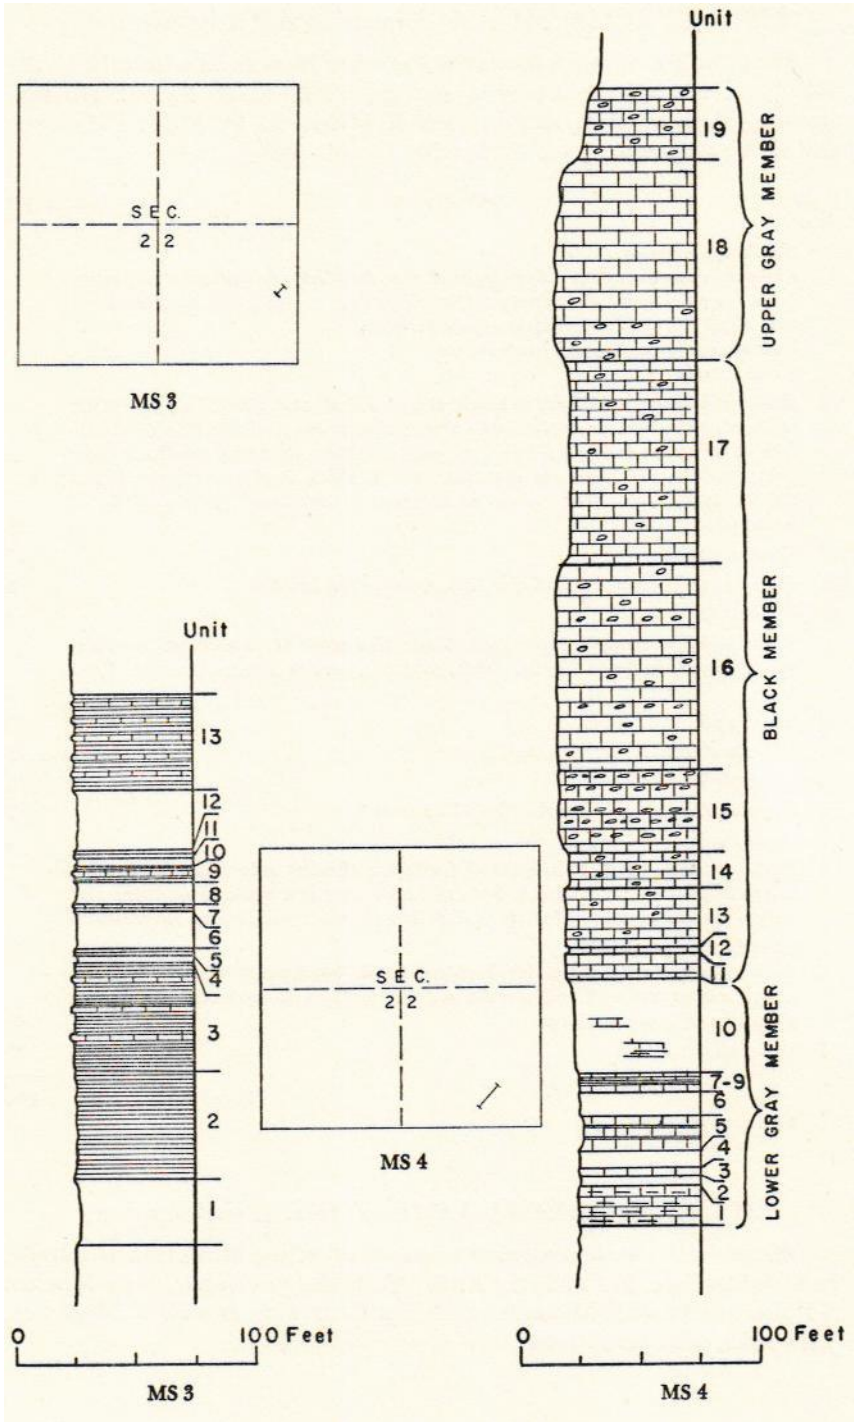 Unit
19
18
17
16
15
14
13
12
11
10
7-9
6
5
4
3
2
1
UPPER GRAY MEMBER
BLACK MEMBER
LOWER GRAY MEMBER
SEC.
22
MS 3
Unit
13
12
11
10
9
8
7
6
5
4
3
2
1
SEC.
22
MS 4
0 100 Feet
MS 3
0 100 Feet
MS 4